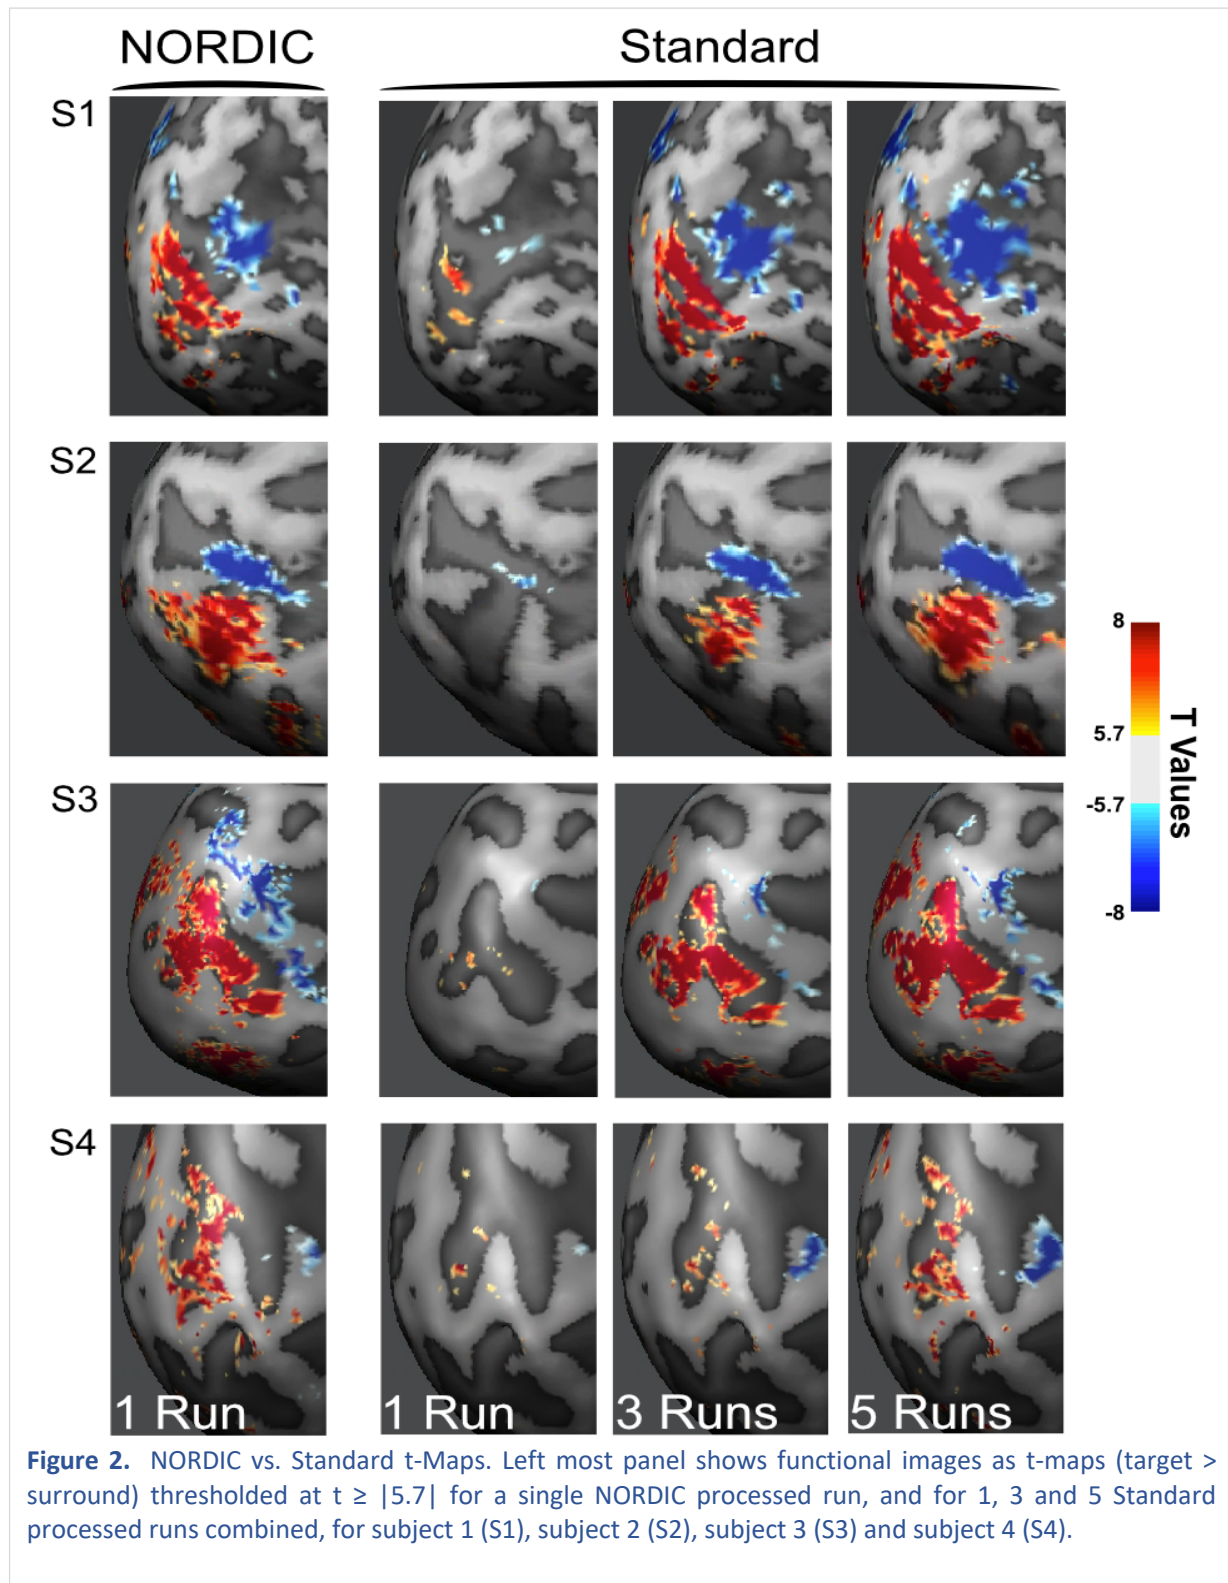 NORDIC
Standard
S1
S2
S3
S4
8
5.7
-5.7
-8
T Values
1 Run
1 Run
3 Runs
5 Runs
Figure 2. NORDIC vs. Standard t-Maps. Left most panel shows functional images as t-maps (target >
surround) thresholded at t ≥ |5.7| for a single NORDIC processed run, and for 1, 3 and 5 Standard
processed runs combined, for subject 1 (S1), subject 2 (S2), subject 3 (S3) and subject 4 (S4).